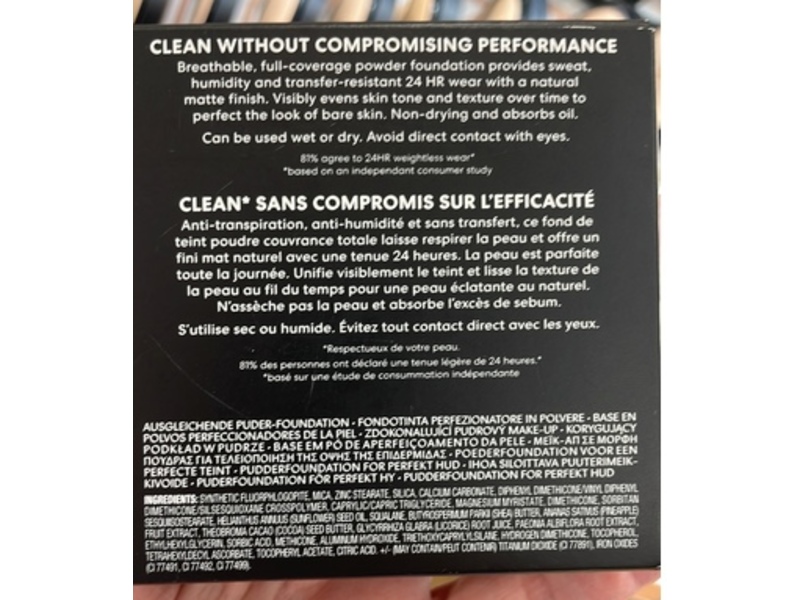 CLEAN WITHOUT COMPROMISING PERFORMANCE
Breathable, full-coverage powder foundation provides sweat,
humidity and transfer-resistant 24 HR wear with a natural
matte finish. Visibly evens skin tone and texture over time to
perfect the look of bare skin. Non-drying and absorbs oil.
Can be used wet or dry. Avoid direct contact with eyes.
81% agree to 24HR weightless wear*
*based on an independant consumer study
CLEAN* SANS COMPROMIS SUR L'EFFICACITÉ
Anti-transpiration, anti-humidité et sans transfert, ce fond de
teint poudre couvrance totale laisse respirer la peau et offre un
fini mat naturel avec une tenue 24 heures. La peau est parfaite
toute la journée. Unifie visiblement le teint et lisse la texture de
la peau au fil du temps pour une peau éclatante au naturel.
N'assèche pas la peau et absorbe l'excès de sebum.
S'utilise sec ou humide. Évitez tout contact direct avec les yeux.
*Respectueux de votre peau.
81% des personnes ont déclaré une tenue légère de 24 heures.*
*basé sur une étude de consummation indépendante
AUSGLEICHENDE PUDER-FOUNDATION • FONDOTINTA PERFEZIONATORE IN POLVERE • BASE EN
POLVOS PERFECCIONADORES DE LA PIEL • ZDOKONALUJÍCÍ PUDROVÝ MAKE-UP • KORYGUJĄCY
PODKŁAD W PUDRZE • BASE EM PÓ DE APERFEIÇOAMENTO DA PELE • ΜΕΪΚ-ΑΠ ΣΕ ΜΟΡΦΗ
ΠΟΥΔΡΑΣ ΓΙΑ ΤΕΛΕΙΟΠΟΙΗΣΗ ΤΗΣ ΟΨΗΣ ΤΗΣ ΕΠΙΔΕΡΜΙΔΑΣ • POEDERFOUNDATION VOOR EEN
PERFECTE TEINT • PUDDERFOUNDATION FOR PERFEKT HUD • IHOA SILOITTAVA PUUTERIMEIK-
KIVOIDE • PUDERFOUNDATION FÖR PERFEKT HY • PUDDERFOUNDATION FOR PERFEKT HUD
INGREDIENTS: SYNTHETIC FLUORPHLOGOPITE, MICA, ZINC STEARATE, SILICA, CALCIUM CARBONATE, DIPHENYL DIMETHICONE/VINYL DIPHENYL
DIMETHICONE/SILSESQUIOXANE CROSSPOLYMER, CAPRYLIC/CAPRIC TRIGLYCERIDE, MAGNESIUM MYRISTATE, DIMETHICONE, SORBITAN
SESQUIISOSTEARATE, HELIANTHUS ANNUUS (SUNFLOWER) SEED OIL, SQUALANE, BUTYROSPERMUM PARKII (SHEA) BUTTER, ANANAS SATIVUS (PINEAPPLE)
FRUIT EXTRACT, THEOBROMA CACAO (COCOA) SEED BUTTER, GLYCYRRHIZA GLABRA (LICORICE) ROOT JUICE, PAEONIA ALBIFLORA ROOT EXTRACT,
ETHYLHEXYLGLYCERIN, SORBIC ACID, METHICONE, ALUMINUM HYDROXIDE, TRIETHOXYCAPRYLYLSILANE, HYDROGEN DIMETHICONE, TOCOPHEROL,
TETRAHEXYLDECYL ASCORBATE, TOCOPHERYL ACETATE, CITRIC ACID. +/- (MAY CONTAIN/PEUT CONTENIR) TITANIUM DIOXIDE (CI 77891), IRON OXIDES
(CI 77491, CI 77492, CI 77499).